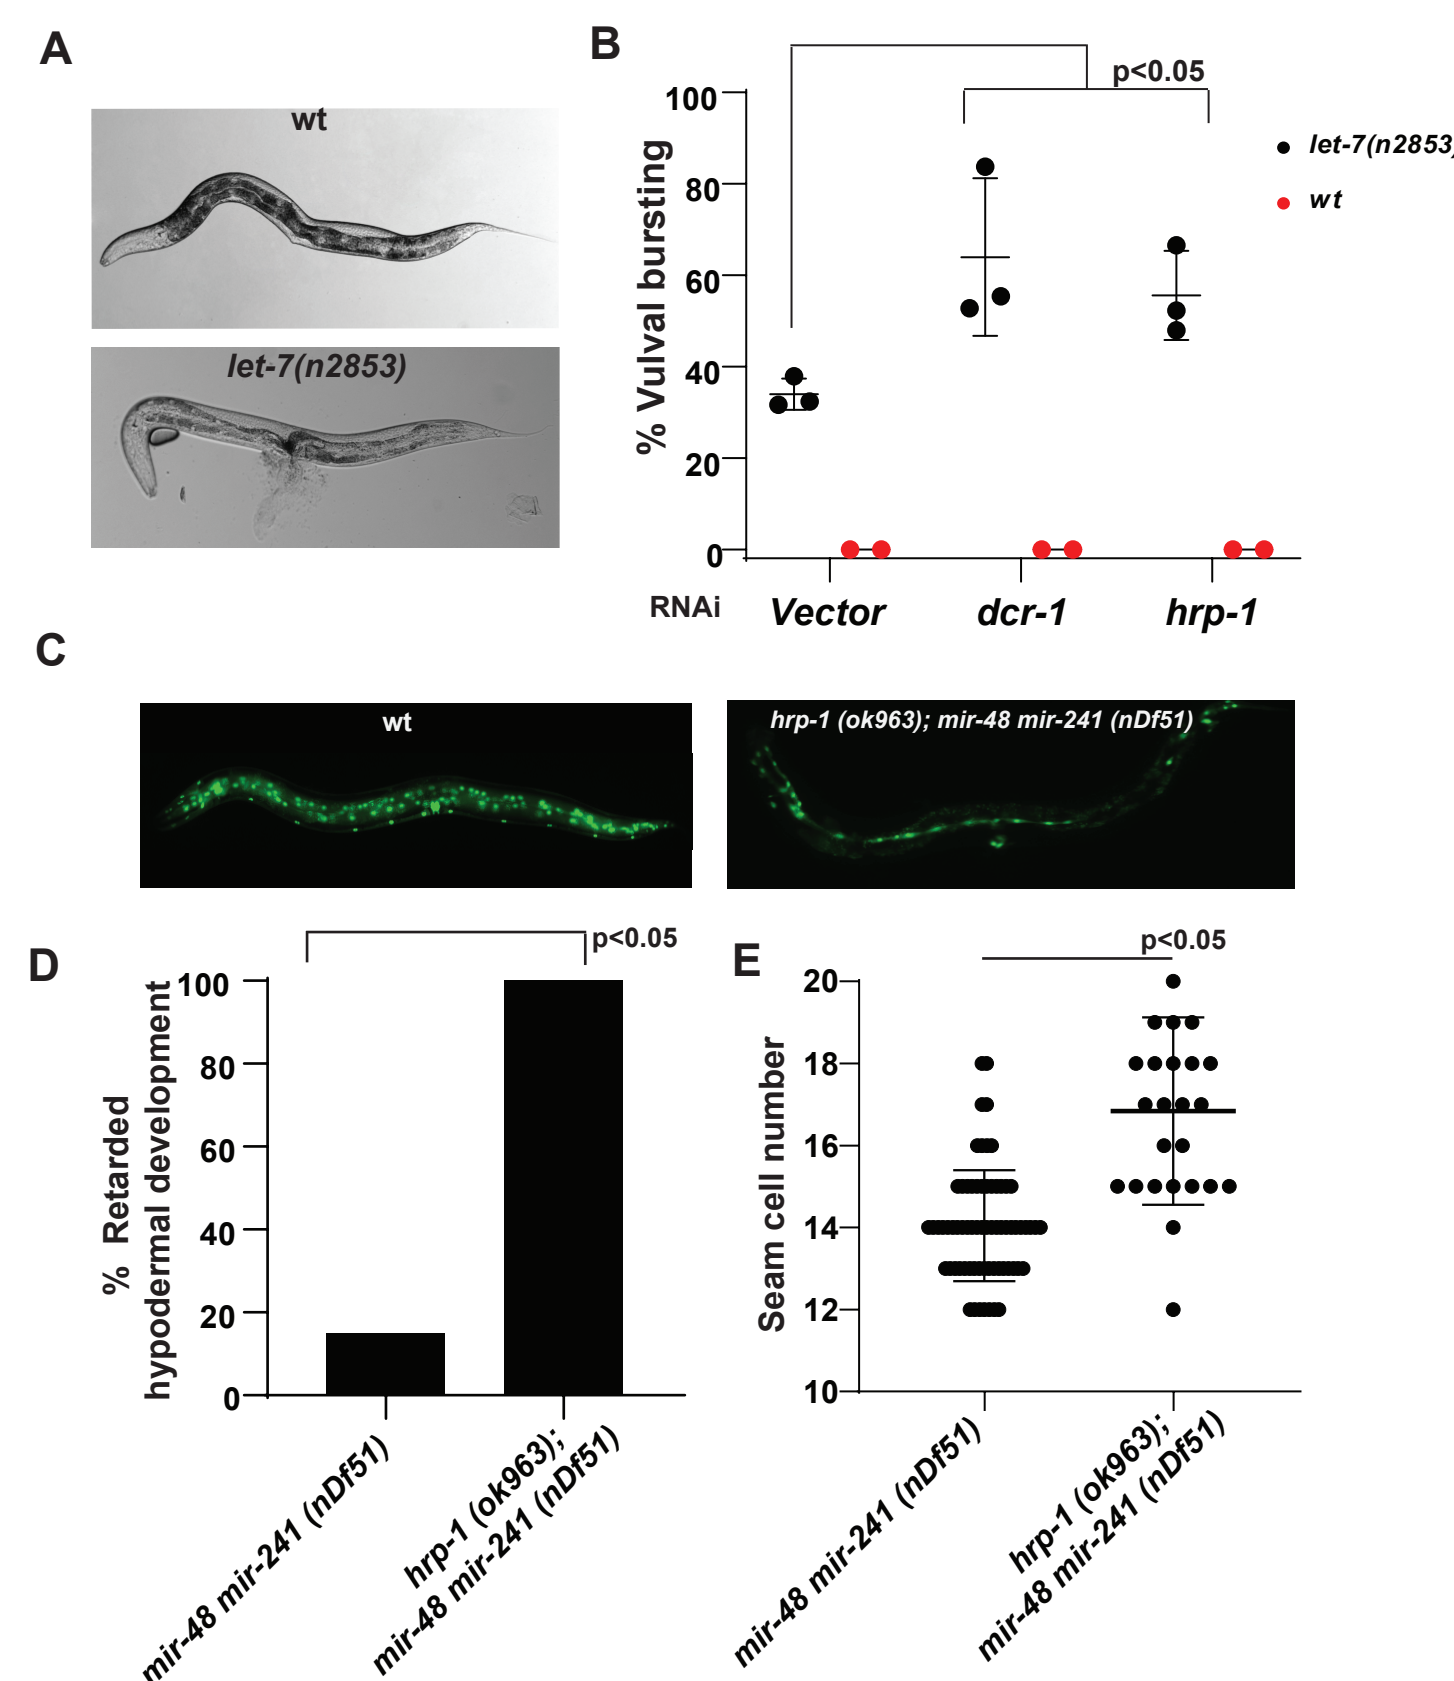 A
wt
let-7(n2853)
B
p<0.05
100
80
60
40
20
0
% Vulval bursting
let-7(n2853)
wt
RNAi
Vector
dcr-1
hrp-1
C
wt
hrp-1 (ok963); mir-48 mir-241 (nDf51)
D
p<0.05
% Retarded
hypodermal development
100
80
60
40
20
0
mir-48 mir-241 (nDf51)
hrp-1 (ok963);
mir-48 mir-241 (nDf51)
E
p<0.05
Seam cell number
20
18
16
14
12
10
mir-48 mir-241 (nDf51)
hrp-1 (ok963);
mir-48 mir-241 (nDf51)